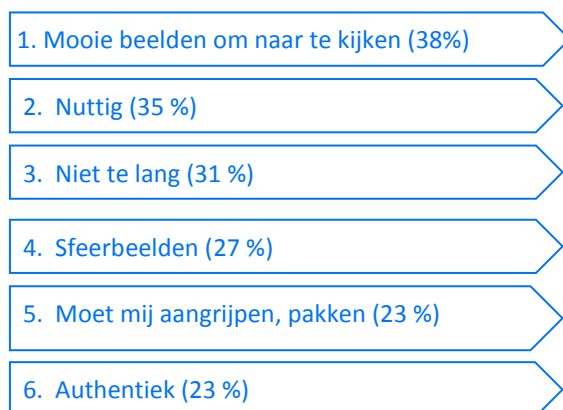 1. Mooie beelden om naar te kijken (38%)
2. Nuttig (35 %)
3. Niet te lang (31 %)
4. Sfeerbeelden (27 %)
5. Moet mij aangrijpen, pakken (23 %)
6. Authentiek (23 %)